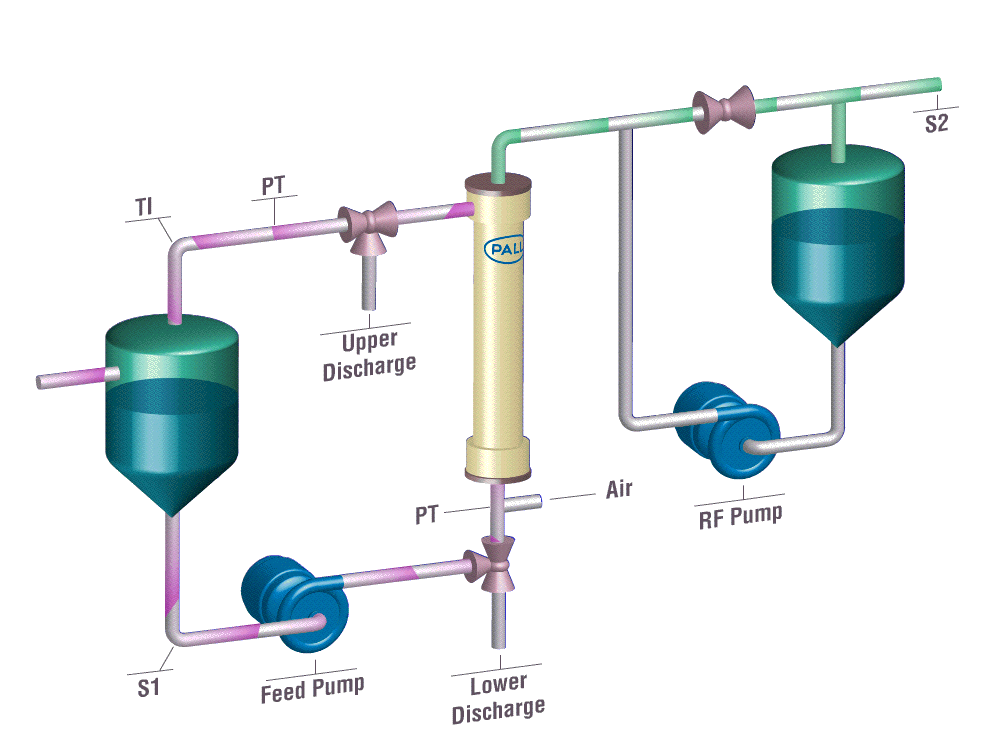 S2
PT
TI
PALL
Upper
Discharge
Air
PT
RF Pump
S1
Feed Pump
Lower
Discharge